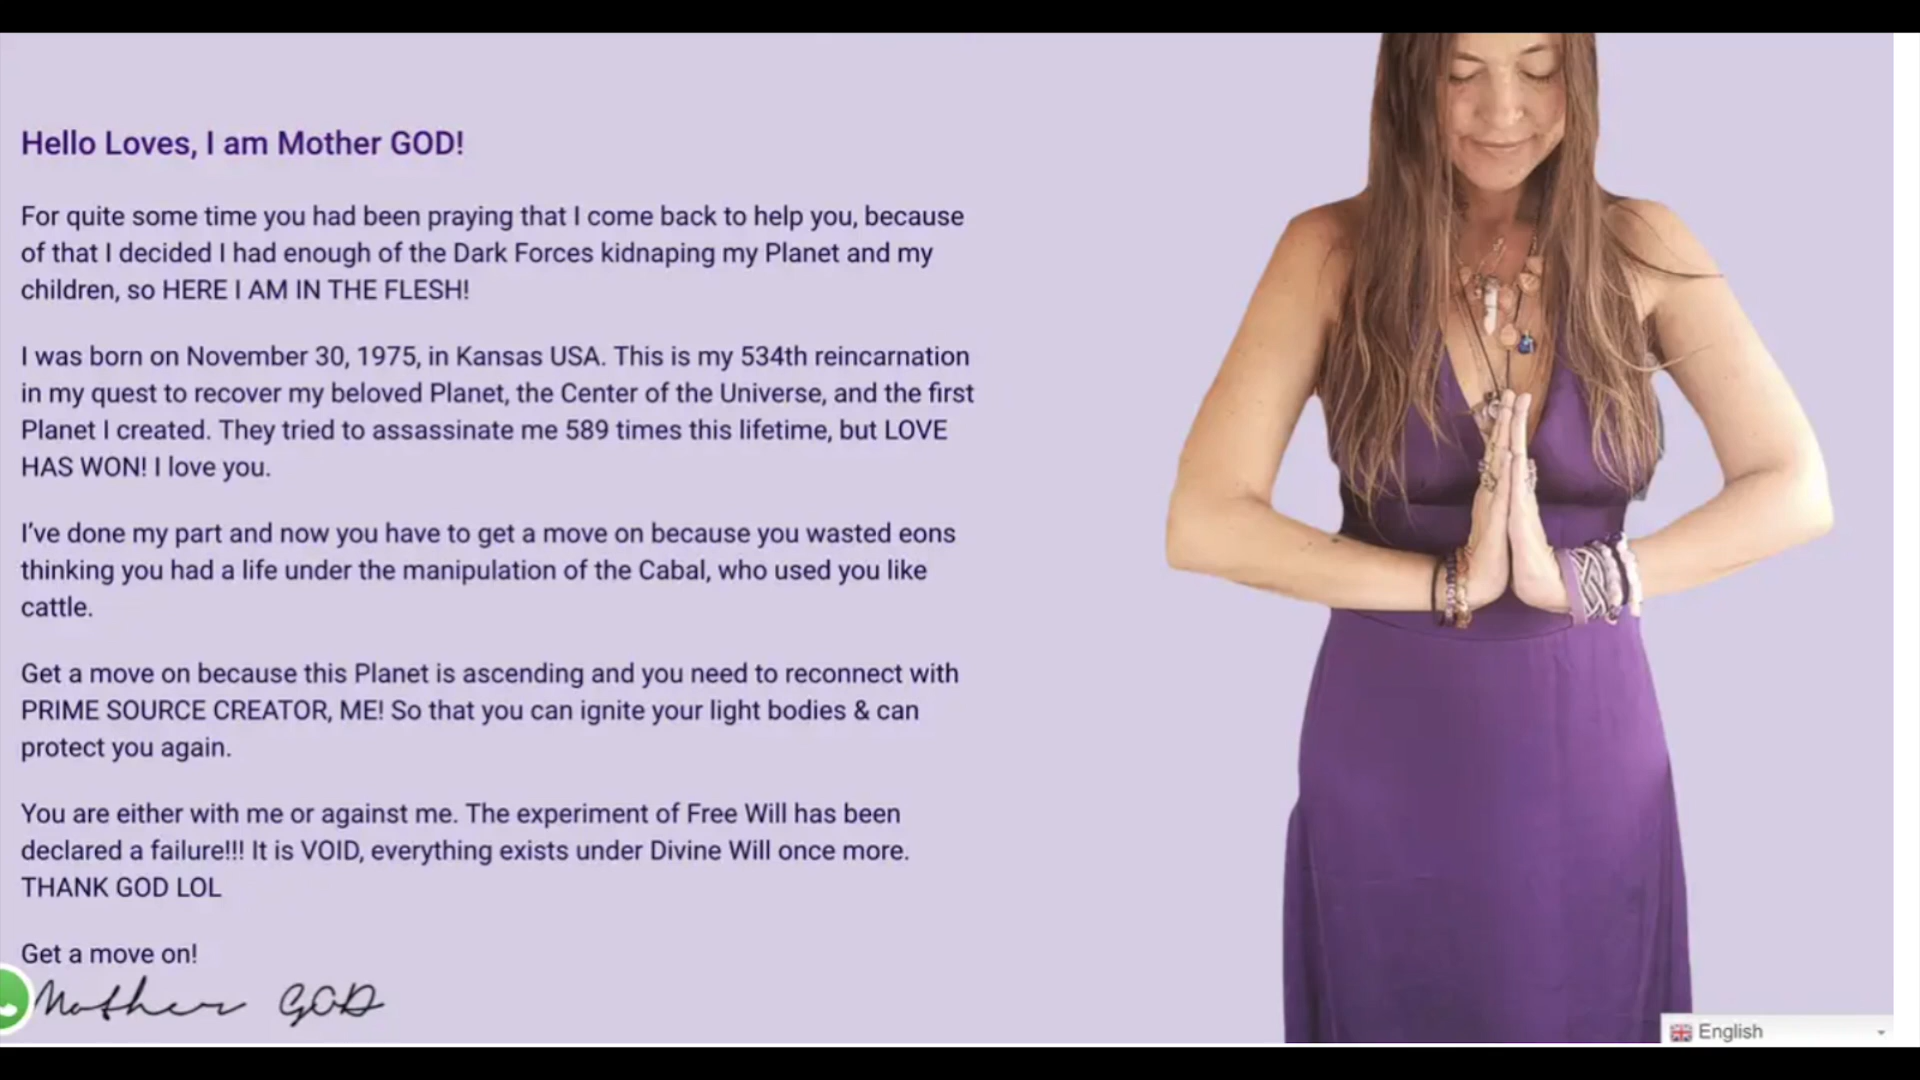 Hello Loves, I am Mother GOD!
For quite some time you had been praying that I come back to help you, because
of that I decided I had enough of the Dark Forces kidnaping my Planet and my
children, so HERE I AM IN THE FLESH!
I was born on November 30, 1975, in Kansas USA. This is my 534th reincarnation
in my quest to recover my beloved Planet, the Center of the Universe, and the first
Planet I created. They tried to assassinate me 589 times this lifetime, but LOVE
HAS WON! I love you.
I’ve done my part and now you have to get a move on because you wasted eons
thinking you had a life under the manipulation of the Cabal, who used you like
cattle.
Get a move on because this Planet is ascending and you need to reconnect with
PRIME SOURCE CREATOR, ME! So that you can ignite your light bodies & can
protect you again.
You are either with me or against me. The experiment of Free Will has been
declared a failure!!! It is VOID, everything exists under Divine Will once more.
THANK GOD LOL
Get a move on!
Mother GOD
English